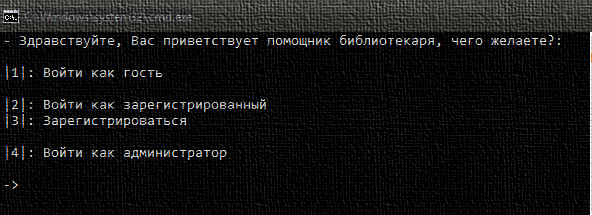 C:\Windows\system32\cmd.exe
- Здравствуйте, Вас приветствует помощник библиотекаря, чего желаете?:
|1|: Войти как гость
|2|: Войти как зарегистрированный
|3|: Зарегистрироваться
|4|: Войти как администратор
->